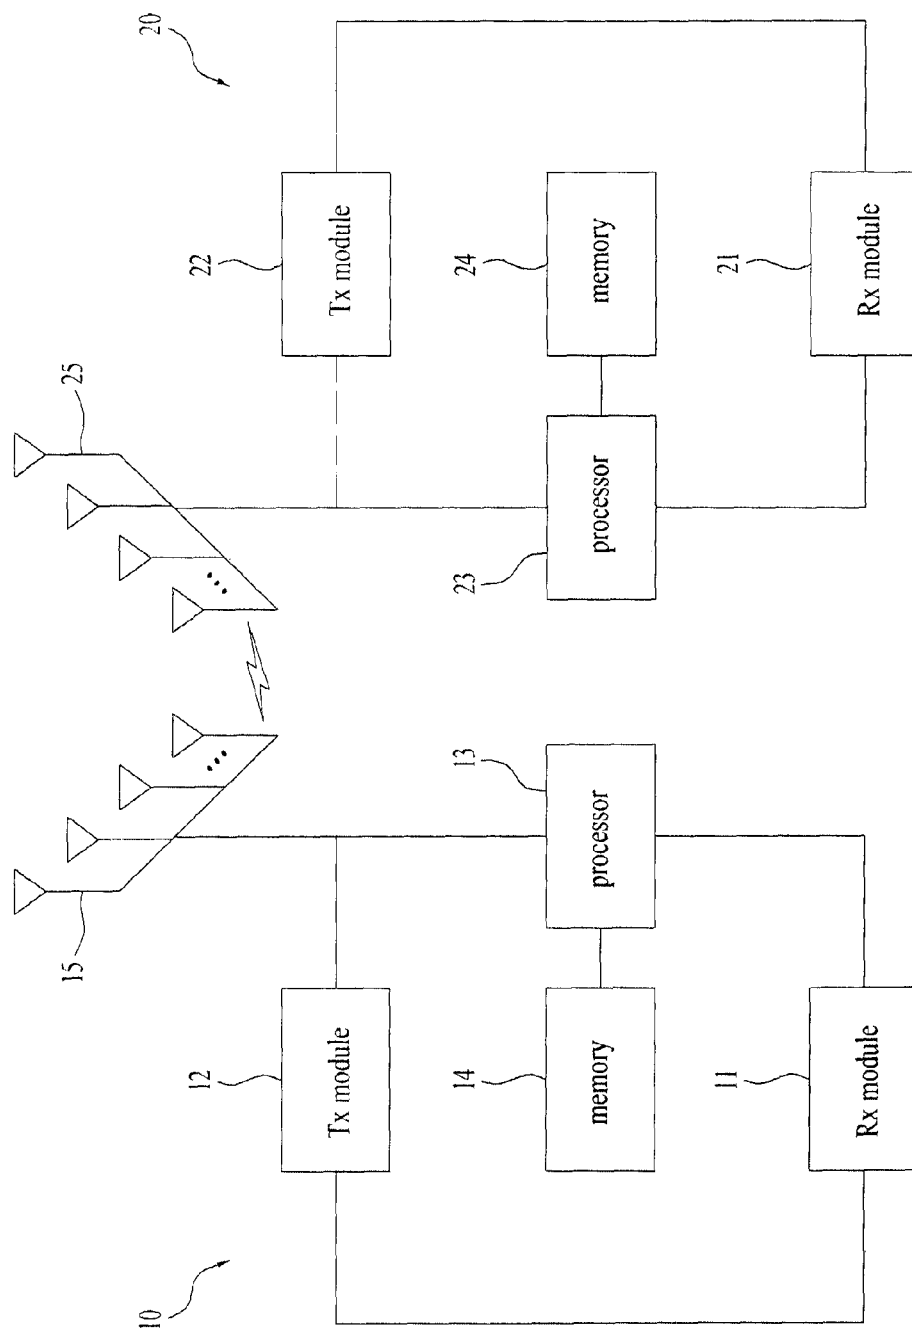 10
20
15
25
12
Tx module
22
Tx module
14
memory
13
processor
23
processor
24
memory
11
Rx module
21
Rx module